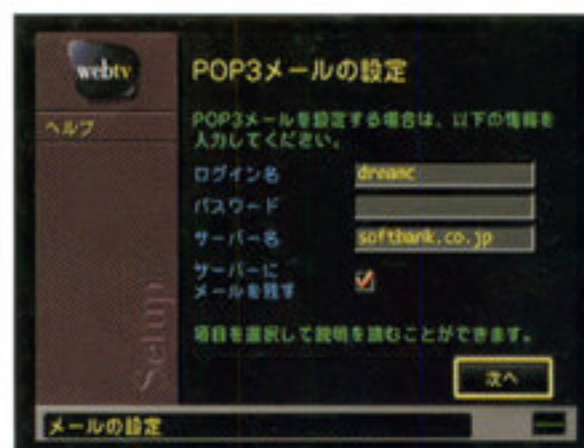 webtv
ヘルプ
POP3メールの設定
POP3メールを設定する場合は、以下の情報を
入力してください。
ログイン名
dreamc
パスワード
サーバー名
softbank.co.jp
サーバーに
メールを残す
項目を選択して説明を読むことができます。
次へ
Setup
メールの設定